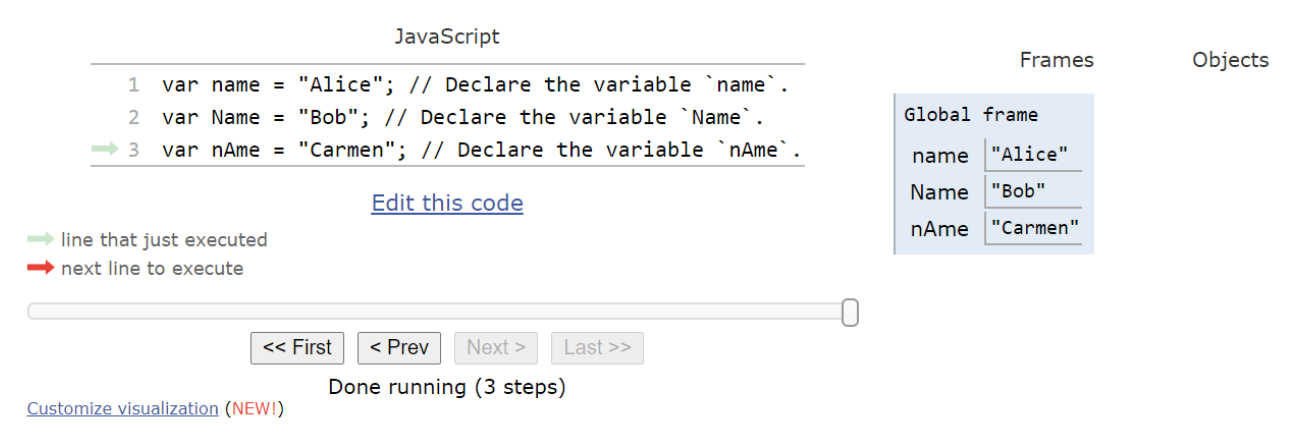 JavaScript
1 var name = "Alice"; // Declare the variable `name`.
2 var Name = "Bob"; // Declare the variable `Name`.
3 var nAme = "Carmen"; // Declare the variable `nAme`.
Edit this code
line that just executed
next line to execute
<< First < Prev Next > Last >>
Done running (3 steps)
Customize visualization (NEW!)
Frames Objects
Global frame
name "Alice"
Name "Bob"
nAme "Carmen"